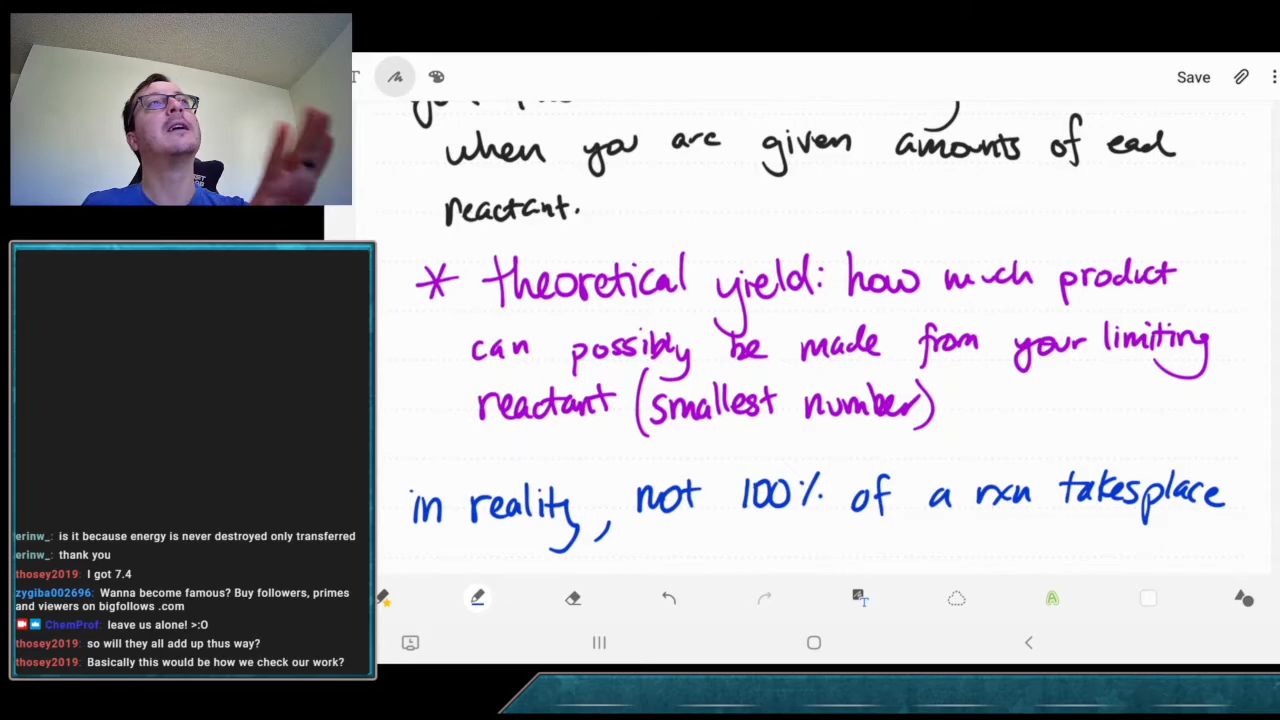 Save
when you are given amounts of each
reactant.
* theoretical yield: how much product
can possibly be made from your limiting
reactant (smallest number)
in reality, not 100% of a rxn takes place
erinw_: is it because energy is never destroyed only transferred
erinw_: thank you
thosey2019: I got 7.4
zygiba002696: Wanna become famous? Buy followers, primes
and viewers on bigfollows .com
ChemProf: leave us alone! >:O
thosey2019: so will they all add up thus way?
thosey2019: Basically this would be how we check our work?